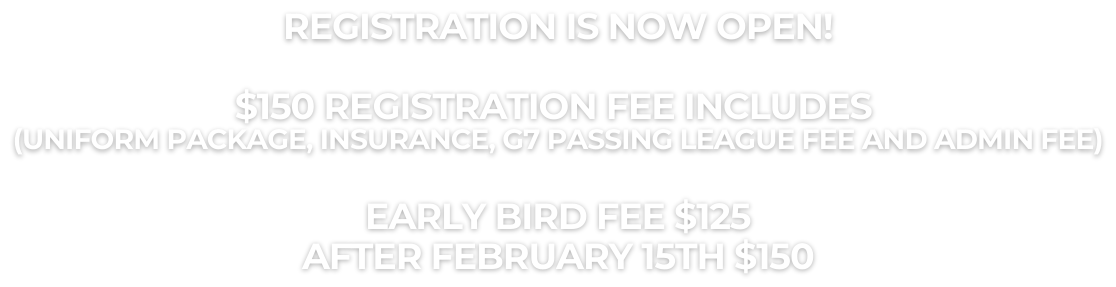 REGISTRATION IS NOW OPEN!
$150 REGISTRATION FEE INCLUDES
(UNIFORM PACKAGE, INSURANCE, G7 PASSING LEAGUE FEE AND ADMIN FEE)
EARLY BIRD FEE $125
AFTER FEBRUARY 15TH $150